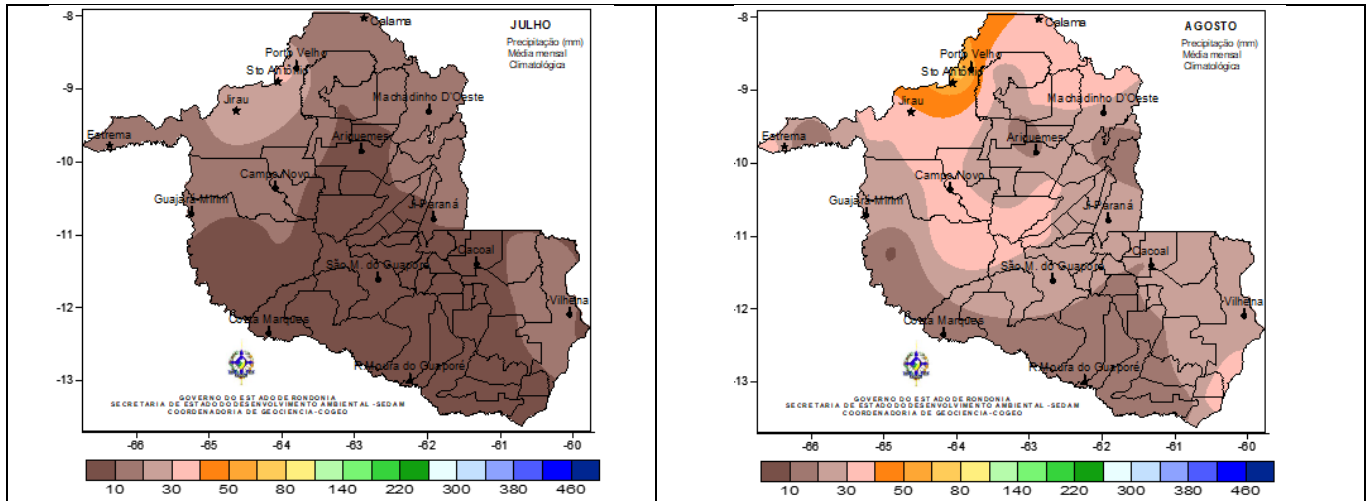 JULHO
Precipitação (mm)
Média mensal
Climatológica
-8
-9
-10
-11
-12
-13
Calama
Porto Velho
Sto Antônio
Jirau
Machadinho D'Oeste
Extrema
Ariquemes
Campo Novo
Guajará-Mirim
Ji-Paraná
Cacoal
São M. do Guaporé
Vilhena
Costa Marques
R.Moura do Guaporé
GOVERNO DO ESTADO DE RONDONIA
SECRETARIA DE ESTADO DO DESENVOLVIMENTO AMBIENTAL -SEDAM
COORDENADORIA DE GEOCIENCIA-COGEO
-66 -65 -64 -63 -62 -61 -60
10 30 50 80 140 220 300 380 460
AGOSTO
Precipitação (mm)
Média mensal
Climatológica
-8
-9
-10
-11
-12
-13
Calama
Porto Velho
Sto Antônio
Jirau
Machadinho D'Oeste
Extrema
Ariquemes
Campo Novo
Guajará-Mirim
Ji-Paraná
Cacoal
São M. do Guaporé
Vilhena
Costa Marques
R.Moura do Guaporé
GOVERNO DO ESTADO DE RONDONIA
SECRETARIA DE ESTADO DO DESENVOLVIMENTO AMBIENTAL -SEDAM
COORDENADORIA DE GEOCIENCIA-COGEO
-66 -65 -64 -63 -62 -61 -60
10 30 50 80 140 220 300 380 460